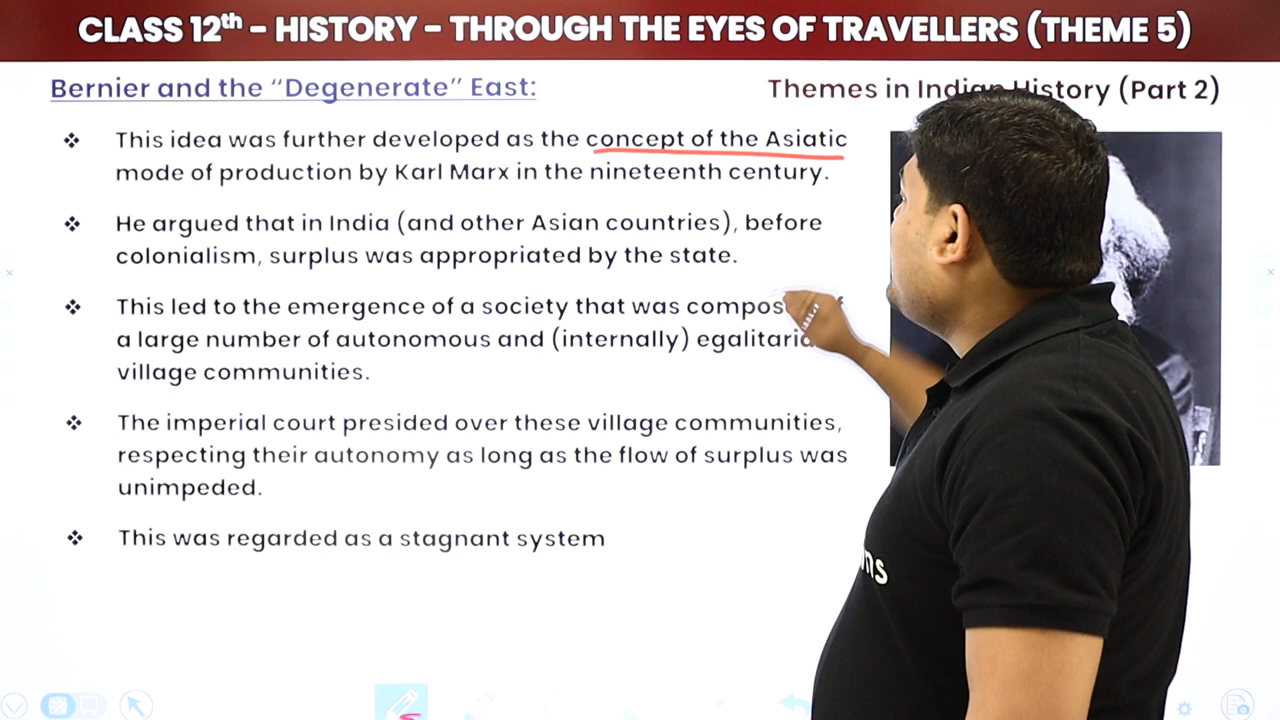 CLASS 12th - HISTORY - THROUGH THE EYES OF TRAVELLERS (THEME 5)
Bernier and the “Degenerate” East:
Themes in Indian History (Part 2)
❖ This idea was further developed as the concept of the Asiatic
mode of production by Karl Marx in the nineteenth century.
❖ He argued that in India (and other Asian countries), before
colonialism, surplus was appropriated by the state.
❖ This led to the emergence of a society that was
a large number of autonomous and (internally)
village communities.
❖ The imperial court presided over these village communities,
respecting their autonomy as long as the flow of surplus was
unimpeded.
❖ This was regarded as a stagnant system